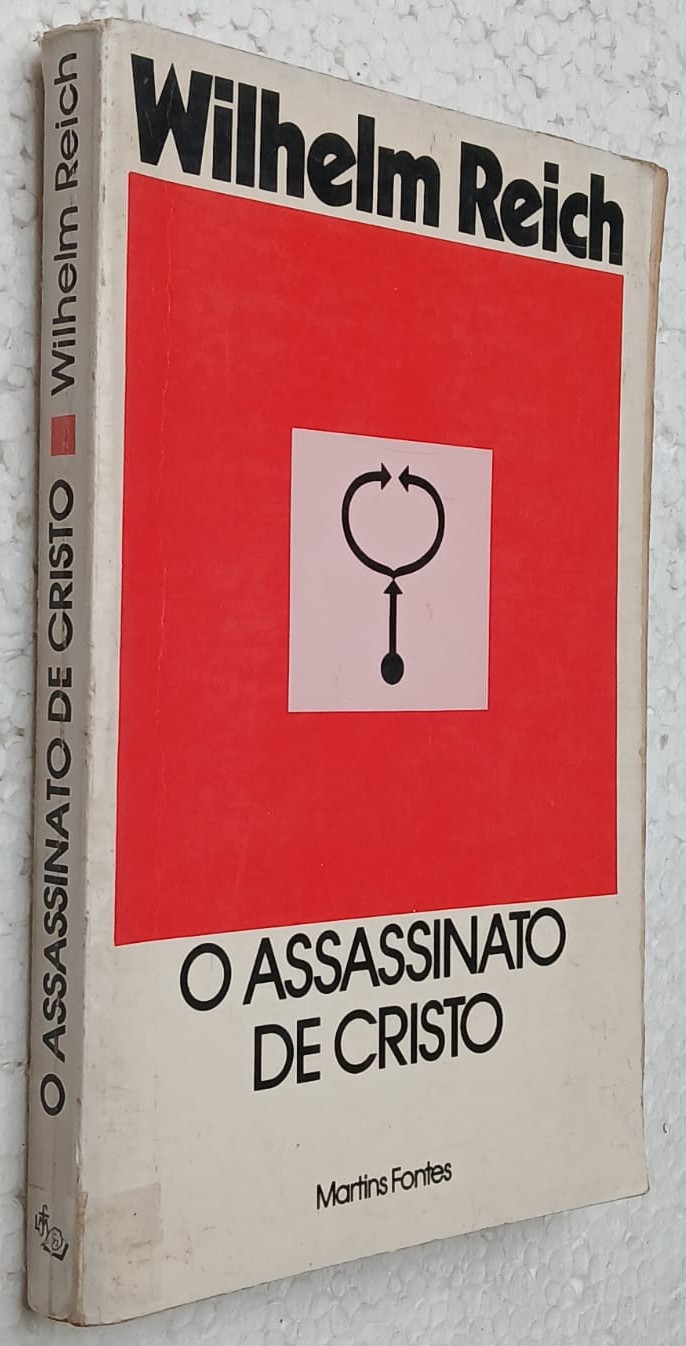 Wilhelm Reich
O ASSASSINATO
DE CRISTO
Martins Fontes
O ASSASSINATO DE CRISTO Wilhelm Reich